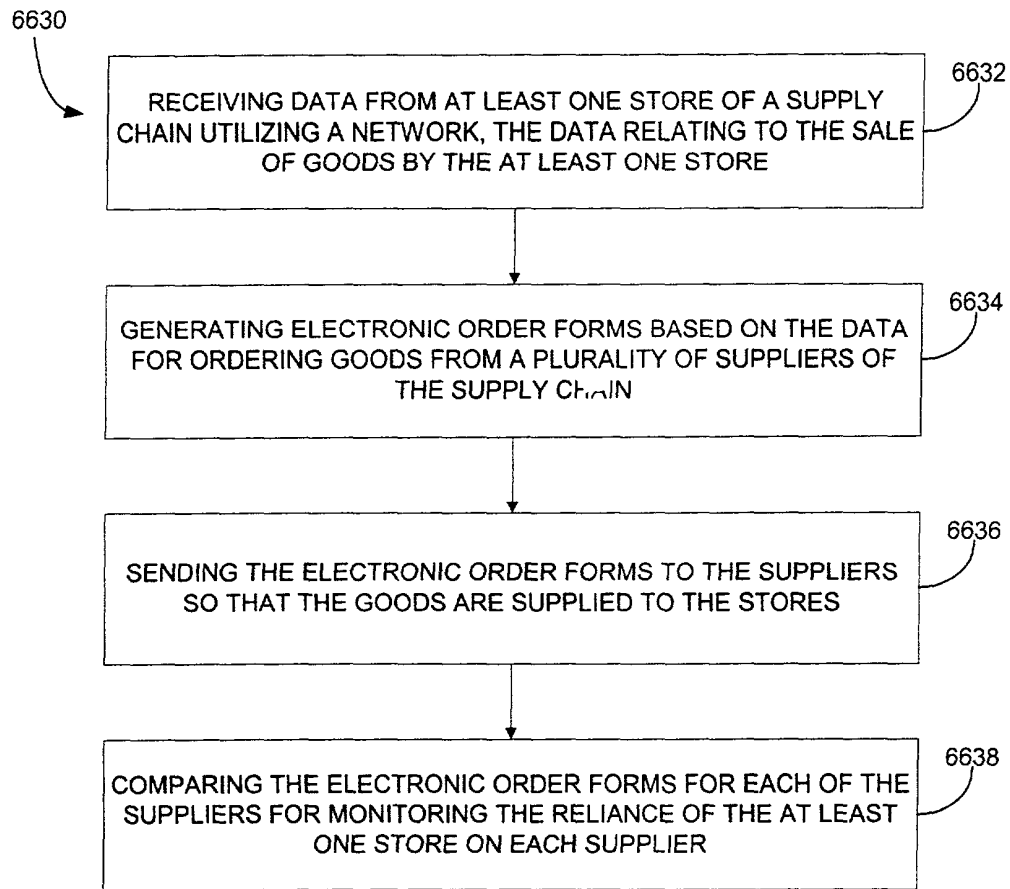 6630
6632
RECEIVING DATA FROM AT LEAST ONE STORE OF A SUPPLY
CHAIN UTILIZING A NETWORK, THE DATA RELATING TO THE SALE
OF GOODS BY THE AT LEAST ONE STORE
6634
GENERATING ELECTRONIC ORDER FORMS BASED ON THE DATA
FOR ORDERING GOODS FROM A PLURALITY OF SUPPLIERS OF
THE SUPPLY CHAIN
6636
SENDING THE ELECTRONIC ORDER FORMS TO THE SUPPLIERS
SO THAT THE GOODS ARE SUPPLIED TO THE STORES
6638
COMPARING THE ELECTRONIC ORDER FORMS FOR EACH OF THE
SUPPLIERS FOR MONITORING THE RELIANCE OF THE AT LEAST
ONE STORE ON EACH SUPPLIER